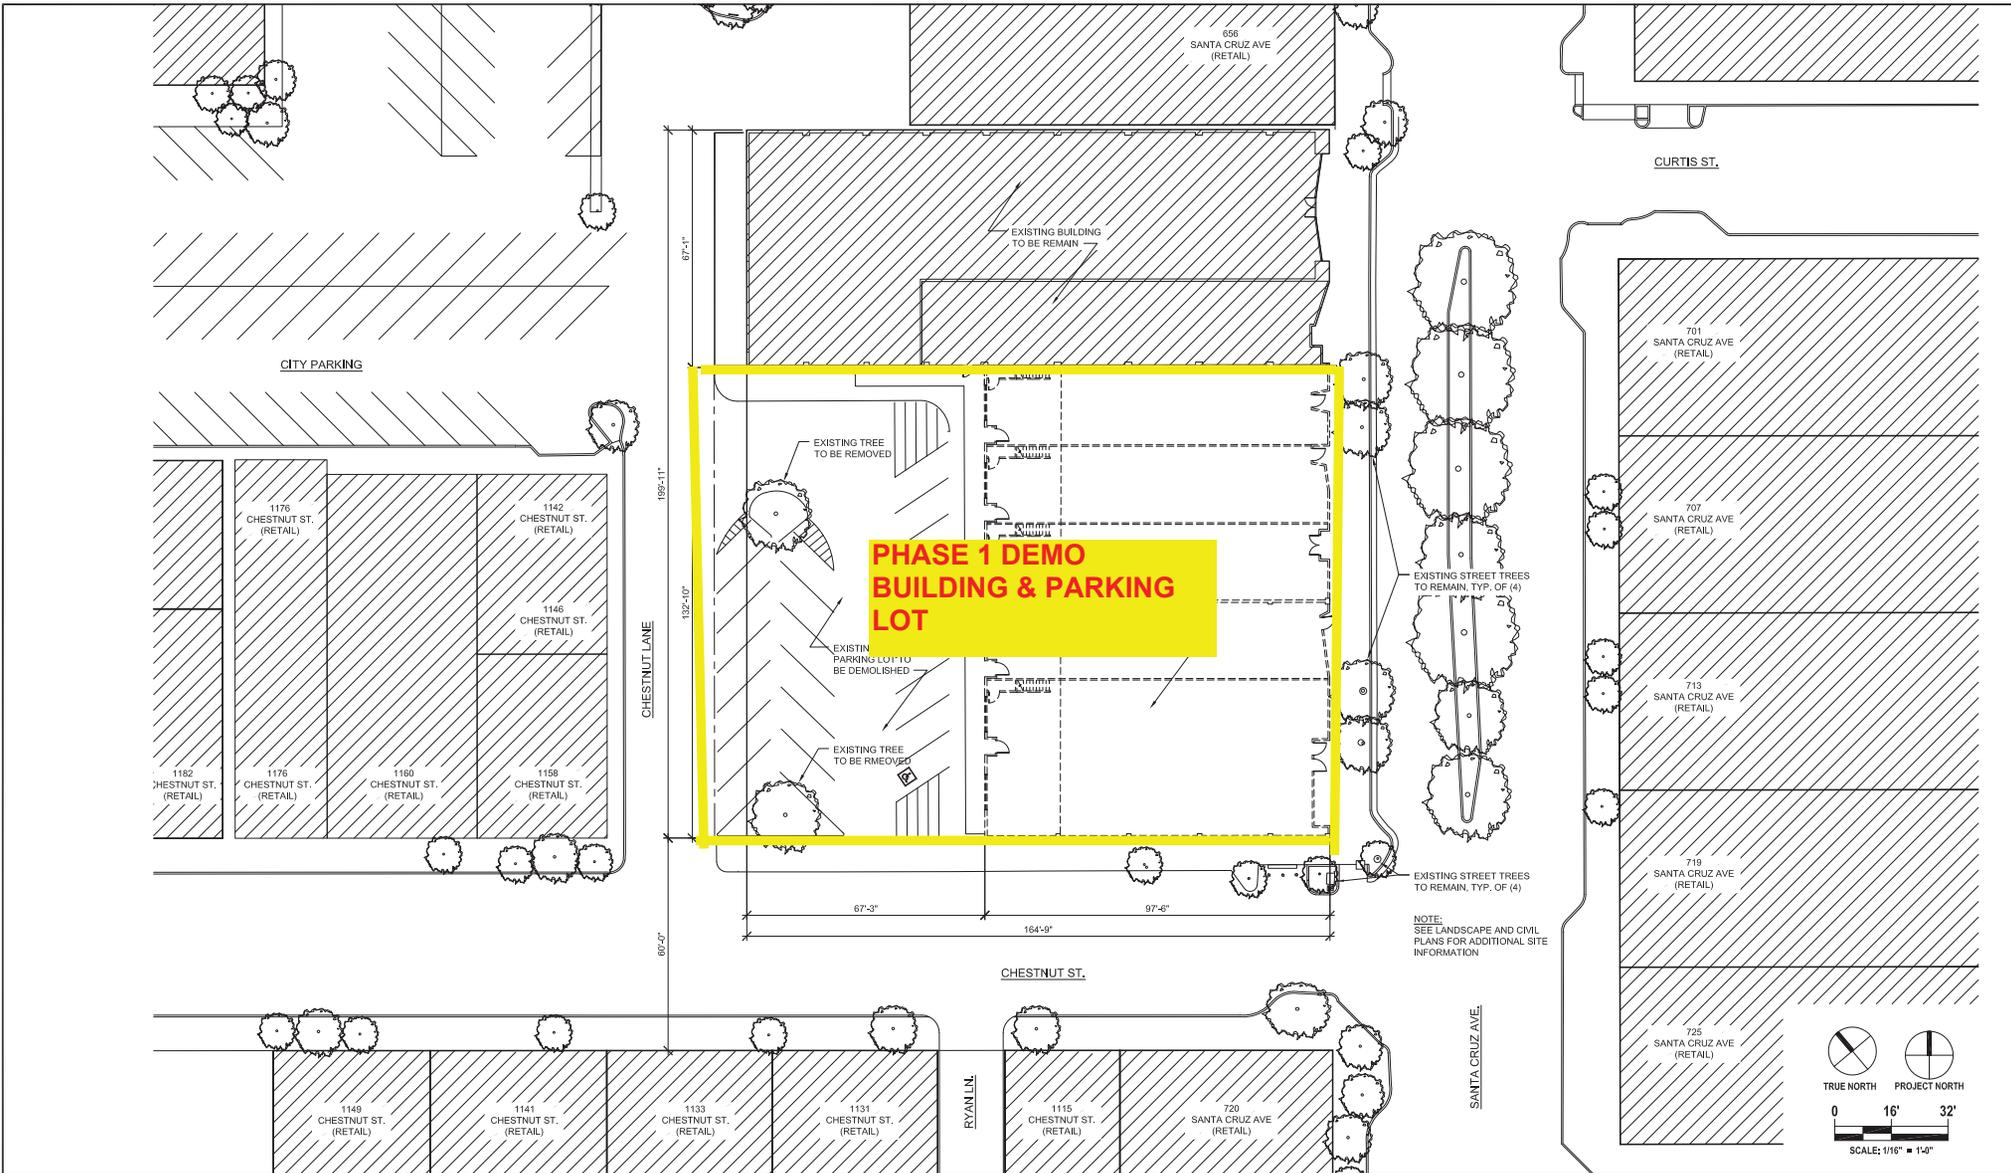 656
SANTA CRUZ AVE
(RETAIL)
CURTIS ST.
EXISTING BUILDING
TO BE REMAIN
67'-1"
701
SANTA CRUZ AVE
(RETAIL)
CITY PARKING
EXISTING TREE
TO BE REMOVED
199'-11"
1176
CHESTNUT ST.
(RETAIL)
1142
CHESTNUT ST.
(RETAIL)
707
SANTA CRUZ AVE
(RETAIL)
PHASE 1 DEMO
BUILDING & PARKING
LOT
EXISTING STREET TREES
TO REMAIN, TYP. OF (4)
132'-10"
1146
CHESTNUT ST.
(RETAIL)
CHESTNUT LANE
PARKING LOT TO
BE DEMOLISHED
713
SANTA CRUZ AVE
(RETAIL)
EXISTING TREE
TO BE RMEOVED
1182
CHESTNUT ST.
(RETAIL)
1176
CHESTNUT ST.
(RETAIL)
1160
CHESTNUT ST.
(RETAIL)
1158
CHESTNUT ST.
(RETAIL)
719
SANTA CRUZ AVE
(RETAIL)
EXISTING STREET TREES
TO REMAIN, TYP. OF (4)
67'-3"
97'-6"
164'-9"
60'-0"
NOTE:
SEE LANDSCAPE AND CIVIL
PLANS FOR ADDITIONAL SITE
INFORMATION
CHESTNUT ST.
SANTA CRUZ AVE.
725
SANTA CRUZ AVE
(RETAIL)
TRUE NORTH
PROJECT NORTH
RYAN LN.
1149
CHESTNUT ST.
(RETAIL)
1141
CHESTNUT ST.
(RETAIL)
1133
CHESTNUT ST.
(RETAIL)
1131
CHESTNUT ST.
(RETAIL)
1115
CHESTNUT ST.
(RETAIL)
720
SANTA CRUZ AVE
(RETAIL)
0 16' 32'
SCALE: 1/16" = 1'-0"